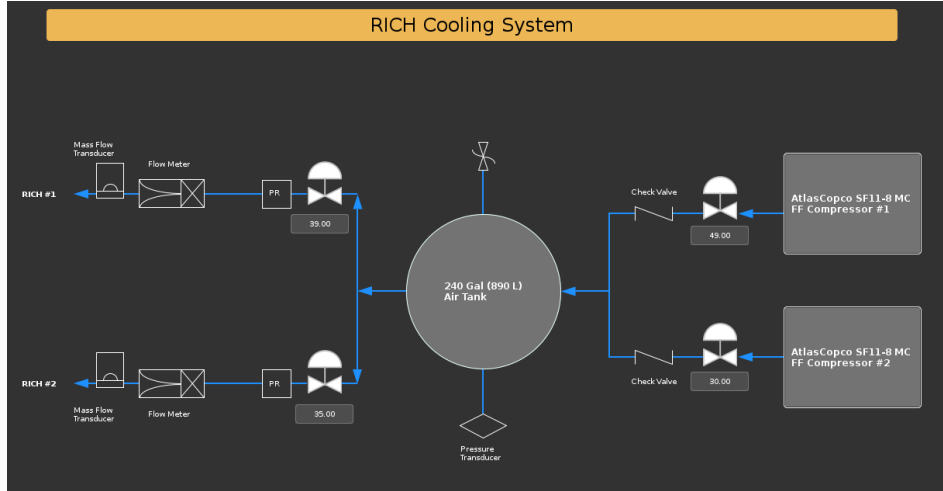 RICH Cooling System
Mass Flow
Transducer
Flow Meter
RICH #1
PR
39.00
Check Valve
49.00
AtlasCopco SF11-8 MC
FF Compressor #1
240 Gal (890 L)
Air Tank
RICH #2
PR
35.00
Mass Flow
Transducer
Flow Meter
Check Valve
30.00
AtlasCopco SF11-8 MC
FF Compressor #2
Pressure
Transducer